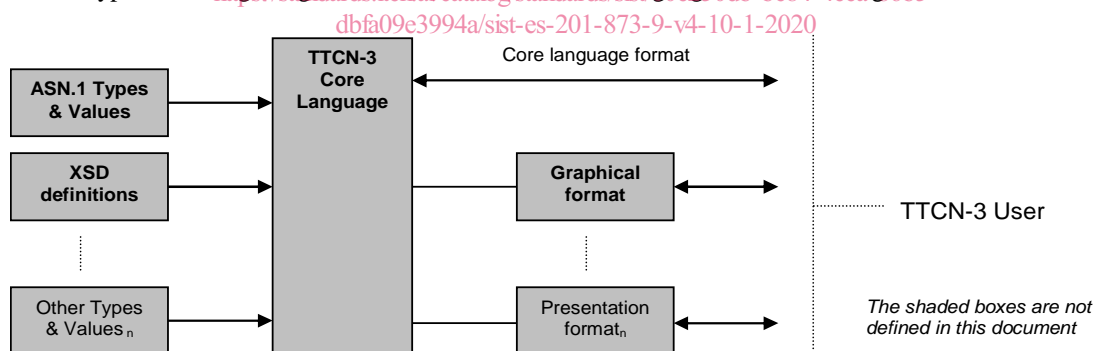 dbfa09e3994a/sist-es-201-873-9-v4-10-1-2020
TTCN-3
Core
Language
Core language format
ASN.1 Types
& Values
XSD
definitions
Graphical
format
TTCN-3 User
Other Types
& Values n
Presentation
format n
The shaded boxes are not
defined in this document